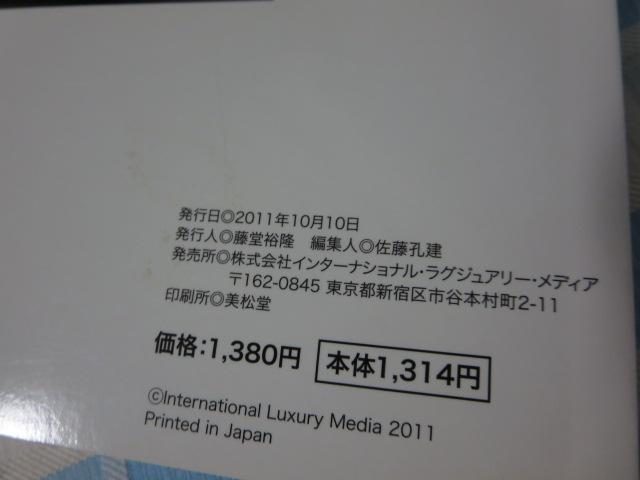 発行日◎2011年10月10日
発行人◎藤堂裕隆　編集人◎佐藤孔建
発売所◎株式会社インターナショナル・ラグジュアリー・メディア
〒162-0845 東京都新宿区市谷本村町2-11
印刷所◎美松堂
価格:1,380円 本体1,314円
©International Luxury Media 2011
Printed in Japan